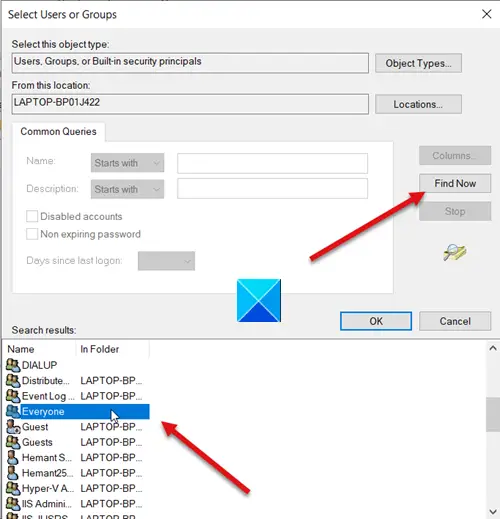 Select Users or Groups
Select this object type:
Users, Groups, or Built-in security principals
Object Types...
From this location:
LAPTOP-BP01J422
Locations...
Common Queries
Name:
Starts with
Columns...
Description:
Starts with
Find Now
Disabled accounts
Stop
Non expiring password
Days since last logon:
OK
Cancel
Search results:
Name In Folder
DIALUP
Distribute... LAPTOP-BP...
Event Log ... LAPTOP-BP...
Everyone
Guest LAPTOP-BP...
Guests LAPTOP-BP...
Hemant S... LAPTOP-BP...
Hemant25... LAPTOP-BP...
Hyper-V A... LAPTOP-BP...
IIS Admini... LAPTOP-BP...
IIS_IUSRS LAPTOP-BP...